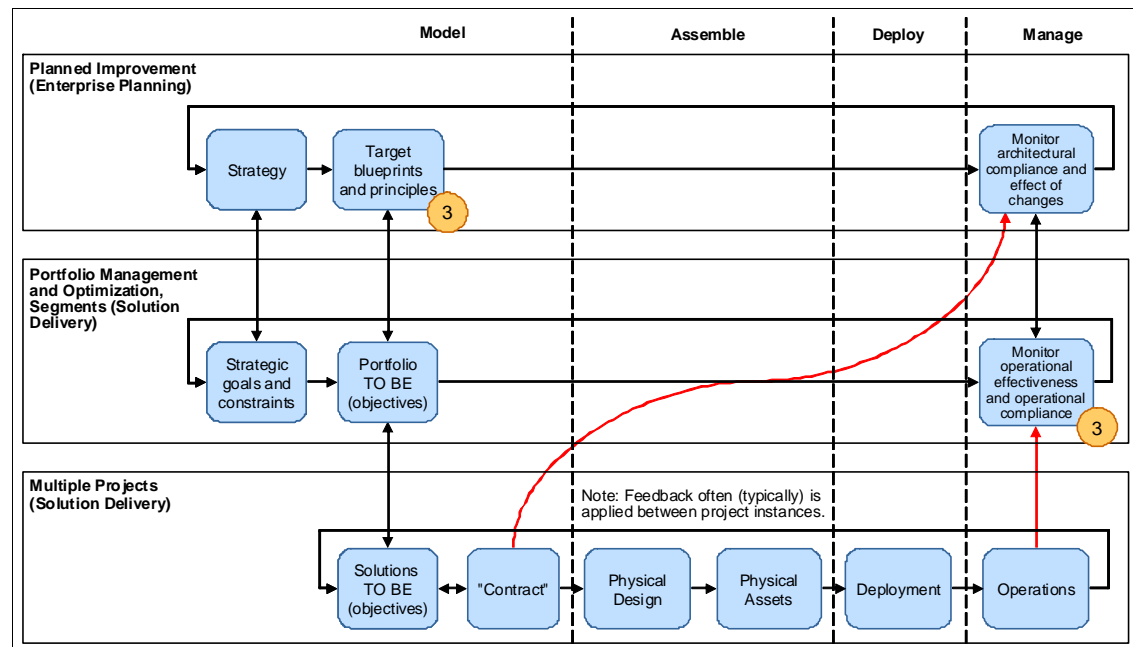 Model
Assemble
Deploy
Manage
Planned Improvement
(Enterprise Planning)
Strategy
Target
blueprints
and principles
3
Monitor
architectural
compliance and
effect of
changes
Portfolio Management
and Optimization,
Segments (Solution
Delivery)
Strategic
goals and
constraints
Portfolio
TO BE
(objectives)
Monitor
operational
effectiveness
and operational
compliance
3
Multiple Projects
(Solution Delivery)
Note: Feedback often (typically) is
applied between project instances.
Solutions
TO BE
(objectives)
"Contract"
Physical
Design
Physical
Assets
Deployment
Operations